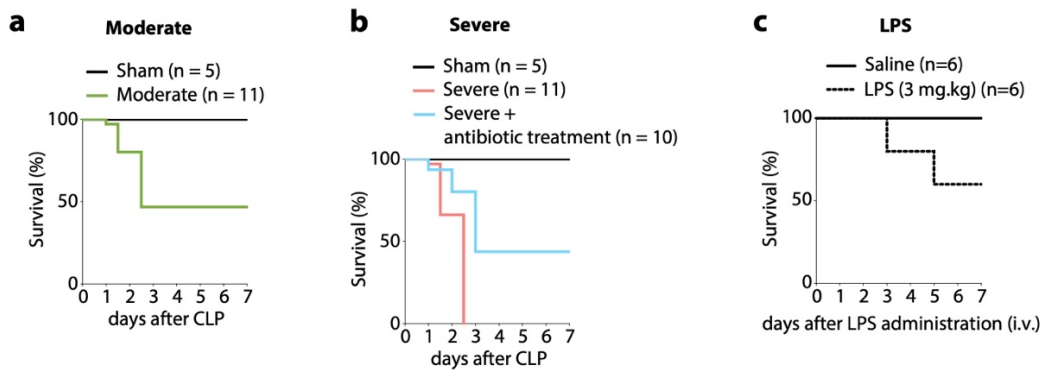 a
Moderate
Sham (n = 5)
Moderate (n = 11)
Survival (%)
100
50
0
0 1 2 3 4 5 6 7
days after CLP
b
Severe
Sham (n = 5)
Severe (n = 11)
Severe +
antibiotic treatment (n = 10)
Survival (%)
100
50
0
0 1 2 3 4 5 6 7
days after CLP
c
LPS
Saline (n=6)
LPS (3 mg.kg) (n=6)
Survival (%)
100
50
0
0 1 2 3 4 5 6 7
days after LPS administration (i.v.)